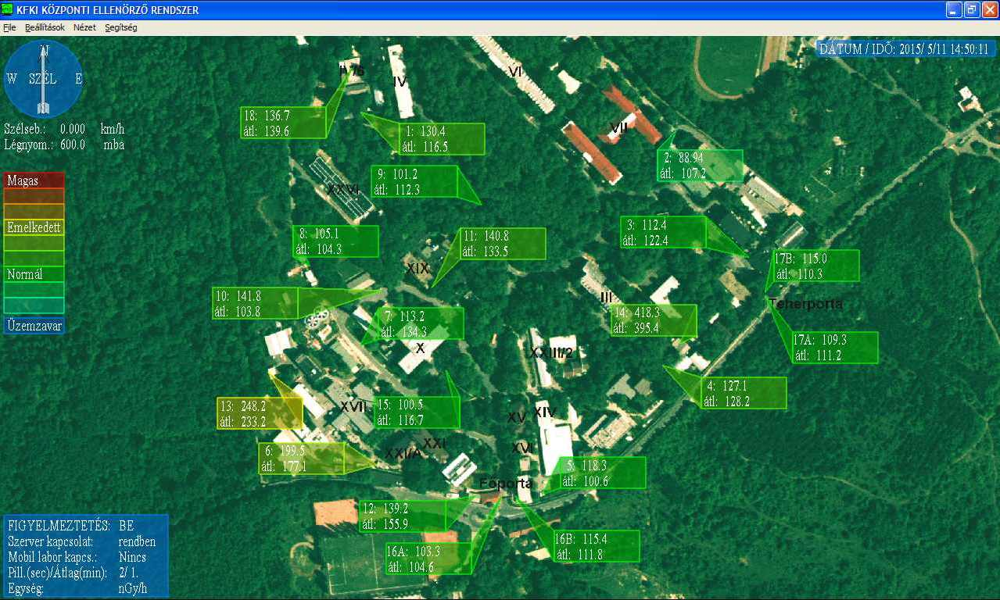 KFKI KÖZPONTI ELLENÖRZŐ RENDSZER
File Beállítások Nézet Segítség
DÁTUM / IDŐ: 2015/ 5/11 14:50:11
N
W SZÉL E
S
Szélseb.: 0.000 km/h
Légnyom.: 600.0 mba
Magas
Emelkedett
Normál
Üzemzavar
IV/6
IV
VI
VII
18: 136.7
átl: 139.6
1: 130.4
átl: 116.5
2: 88.94
átl: 107.2
9: 101.2
átl: 112.3
XXVI
3: 112.4
átl: 122.4
8: 105.1
átl: 104.3
11: 140.8
átl: 133.5
XIX
17B: 115.0
átl: 110.3
10: 141.8
átl: 103.8
III
Teherporta
7: 113.2
átl: 134.3
14: 418.3
átl: 395.4
X
XXIII/2
17A: 109.3
átl: 111.2
4: 127.1
átl: 128.2
13: 248.2
átl: 233.2
XVII
15: 100.5
átl: 116.7
XV
XIV
XXI
XXI/A
XVI
6: 199.5
átl: 177.1
5: 118.3
átl: 100.6
Főporta
12: 139.2
átl: 155.9
16A: 103.3
átl: 104.6
16B: 115.4
átl: 111.8
FIGYELMEZTETÉS: BE
Szerver kapcsolat: rendben
Mobil labor kapcs.: Nincs
Pill.(sec)/Átlag(min): 2/ 1.
Egység: nGy/h